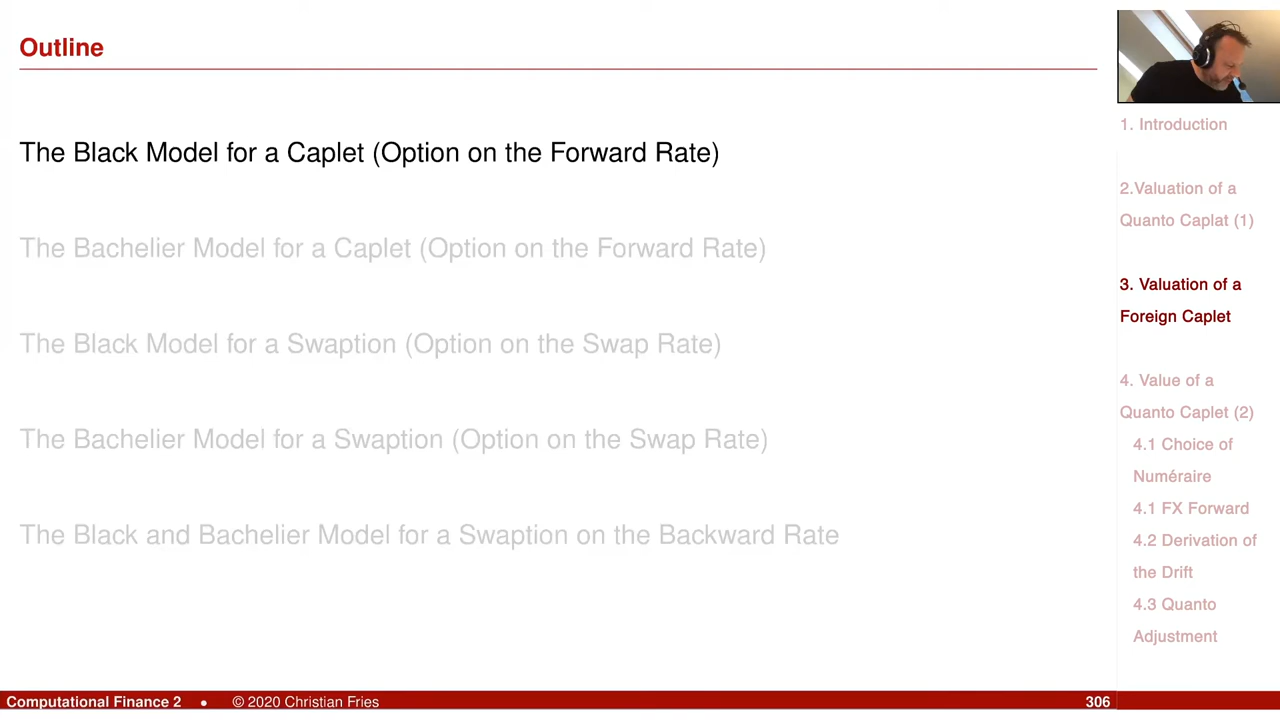 Outline
The Black Model for a Caplet (Option on the Forward Rate)
The Bachelier Model for a Caplet (Option on the Forward Rate)
The Black Model for a Swaption (Option on the Swap Rate)
The Bachelier Model for a Swaption (Option on the Swap Rate)
The Black and Bachelier Model for a Swaption on the Backward Rate
1. Introduction
2.Valuation of a
Quanto Caplat (1)
3. Valuation of a
Foreign Caplet
4. Value of a
Quanto Caplet (2)
4.1 Choice of
Numéraire
4.1 FX Forward
4.2 Derivation of
the Drift
4.3 Quanto
Adjustment
Computational Finance 2 • © 2020 Christian Fries 306